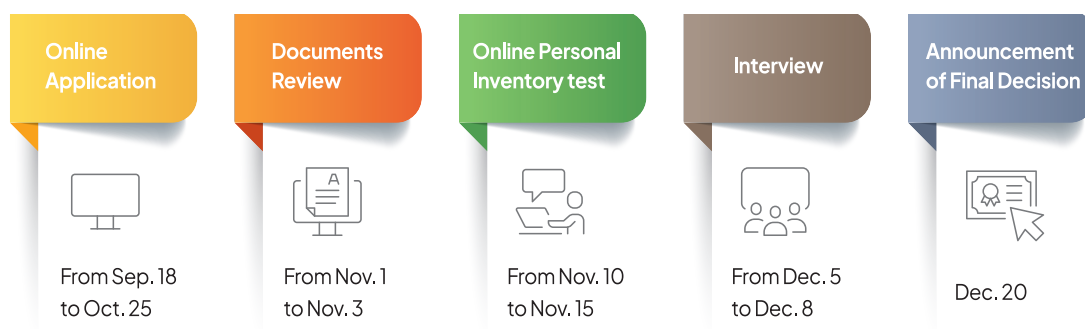 Online
Application
Documents
Review
Online Personal
Inventory test
Interview
Announcement
of Final Decision
A
From Sep. 18
to Oct. 25
From Nov. 1
to Nov. 3
From Nov. 10
to Nov. 15
From Dec. 5
to Dec. 8
Dec. 20